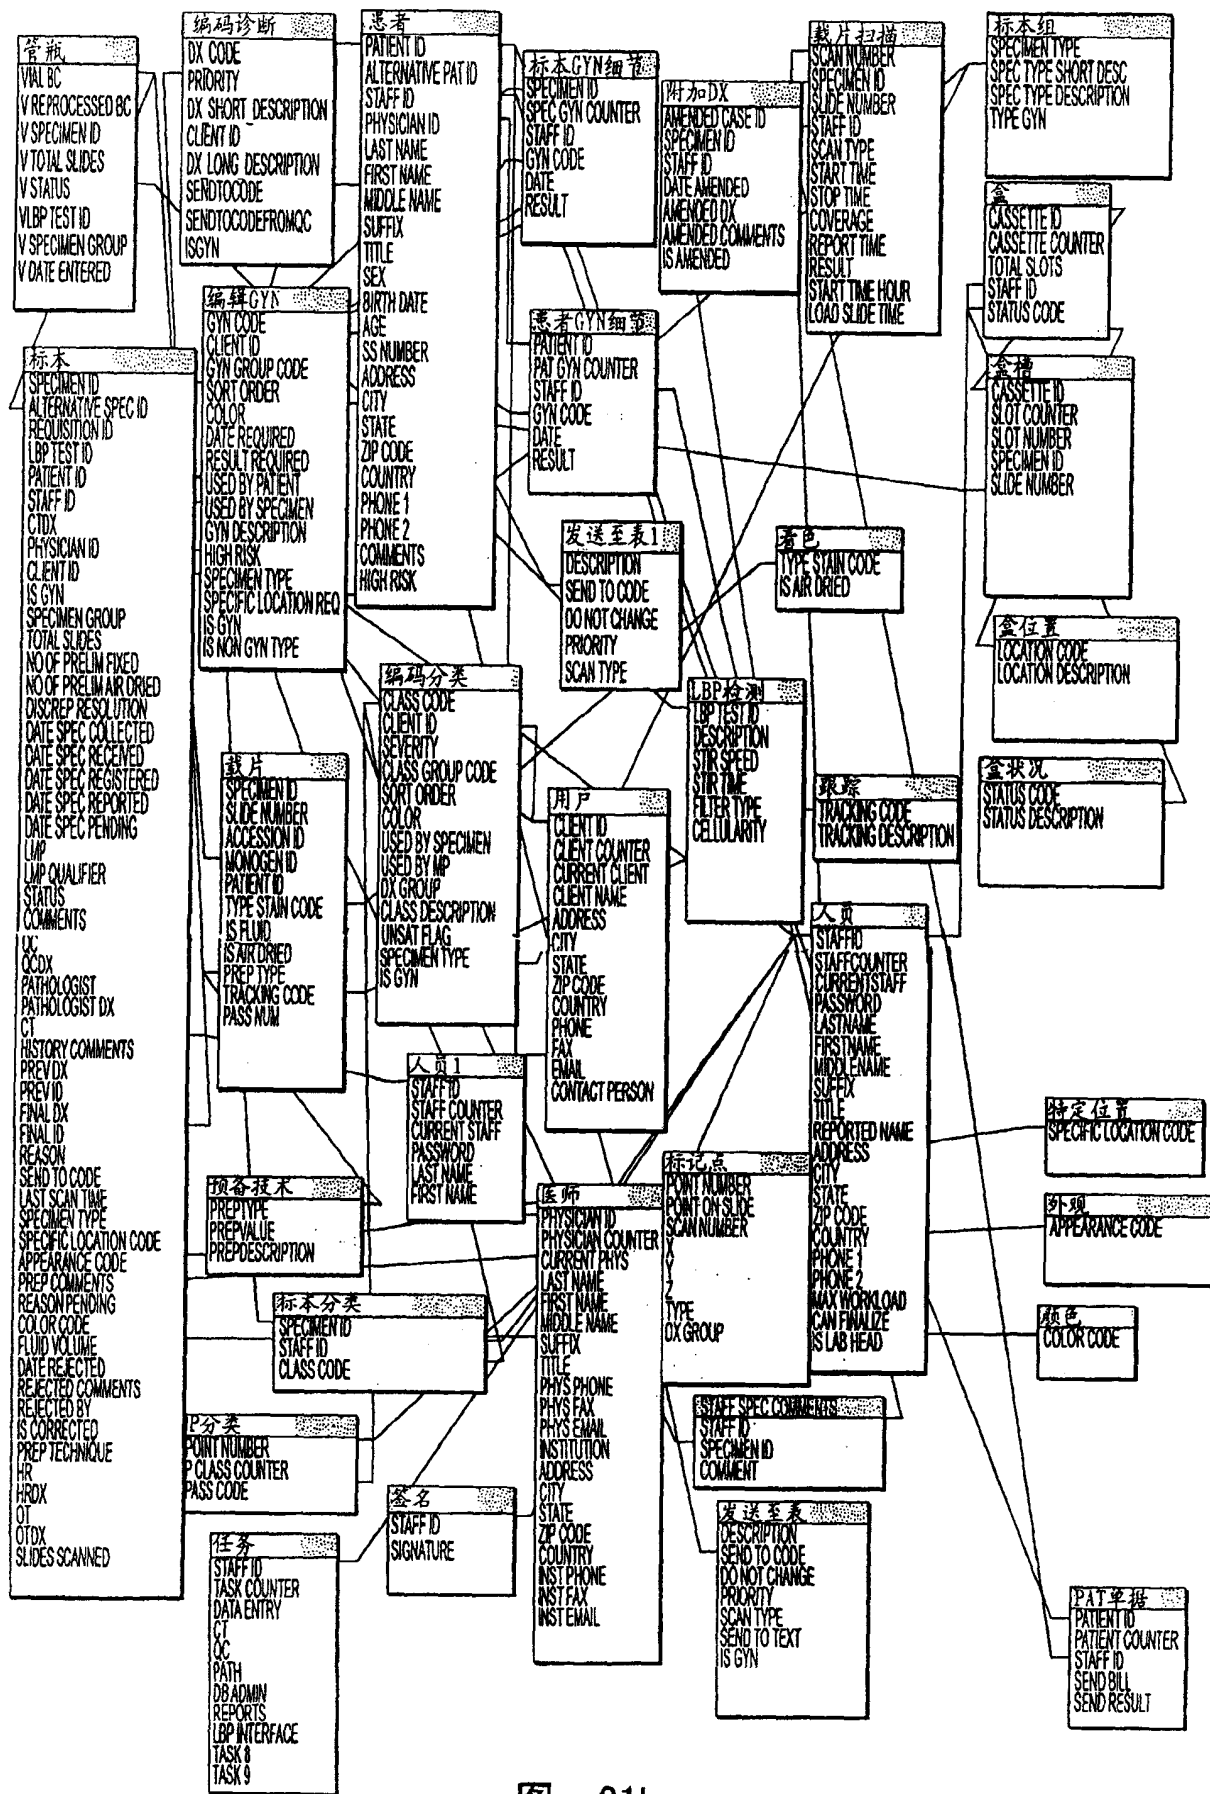 管瓶
VIAL BC
V REPROCESSED BC
V SPECIMEN ID
V TOTAL SLIDES
V STATUS
VLBP TEST ID
V SPECIMEN GROUP
V DATE ENTERED
编码诊断
DX CODE
PRIORITY
DX SHORT_DESCRIPTION
CLIENT ID
DX LONG DESCRIPTION
SENDTOCODE
SENDTOCODEFROMQC
ISGYN
患者
PATIENT ID
ALTERNATIVE PAT ID
STAFF ID
PHYSICIAN ID
LAST NAME
FIRST NAME
MIDDLE NAME
SUFFIX
TITLE
SEX
BIRTH DATE
AGE
SS NUMBER
ADDRESS
CITY
STATE
ZIP CODE
COUNTRY
PHONE 1
PHONE 2
COMMENTS
HIGH RISK
标本GYN细节
SPECIMEN ID
SPEC GYN COUNTER
STAFF ID
GYN CODE
DATE
RESULT
附加DX
AMENDED CASE ID
SPECIMEN ID
STAFF ID
DATE AMENDED
AMENDED DX
AMENDED COMMENTS
IS AMENDED
载片扫描
SCAN NUMBER
SPECIMEN ID
SLIDE NUMBER
STAFF ID
SCAN TYPE
START TIME
STOP TIME
COVERAGE
REPORT TIME
RESULT
START TIME HOUR
LOAD SLIDE TIME
标本组
SPECIMEN TYPE
SPEC TYPE SHORT DESC
SPEC TYPE DESCRIPTION
TYPE GYN
盒
CASSETTE ID
CASSETTE COUNTER
TOTAL SLOTS
STAFF ID
STATUS CODE
标本
SPECIMEN ID
ALTERNATIVE SPEC ID
REQUISITION ID
LBP TEST ID
PATIENT ID
STAFF ID
CTDX
PHYSICIAN ID
CLIENT ID
IS GYN
SPECIMEN GROUP
TOTAL SLIDES
NO OF PRELIM FIXED
NO OF PRELIM AIR DRIED
DISCREP RESOLUTION
DATE SPEC COLLECTED
DATE SPEC RECEIVED
DATE SPEC REGISTERED
DATE SPEC REPORTED
DATE SPEC PENDING
LMP
LMP QUALIFIER
STATUS
COMMENTS
QC
QCDX
PATHOLOGIST
PATHOLOGIST DX
CT
HISTORY COMMENTS
PREV DX
PREV ID
FINAL DX
FINAL ID
REASON
SEND TO CODE
LAST SCAN TIME
SPECIMEN TYPE
SPECIFIC LOCATION CODE
APPEARANCE CODE
PREP COMMENTS
REASON PENDING
COLOR CODE
FLUID VOLUME
DATE REJECTED
REJECTED COMMENTS
REJECTED BY
IS CORRECTED
PREP TECHNIQUE
HR
HRDX
OT
OTDX
SLIDES SCANNED
编辑GYN
GYN CODE
CLIENT ID
GYN GROUP CODE
SORT ORDER
COLOR
DATE REQUIRED
RESULT REQUIRED
USED BY PATIENT
USED BY SPECIMEN
GYN DESCRIPTION
HIGH RISK
SPECIMEN TYPE
SPECIFIC LOCATION REQ
IS GYN
IS NON GYN TYPE
患者GYN细节
PATIENT ID
PAT GYN COUNTER
STAFF ID
GYN CODE
DATE
RESULT
盒槽
CASSETTE ID
SLOT COUNTER
SLOT NUMBER
SPECIMEN ID
SLIDE NUMBER
发送至表1
DESCRIPTION
SEND TO CODE
DO NOT CHANGE
PRIORITY
SCAN TYPE
着色
TYPE STAIN CODE
IS AIR DRIED
盒位置
LOCATION CODE
LOCATION DESCRIPTION
编码分类
CLASS CODE
CLIENT ID
SEVERITY
CLASS GROUP CODE
SORT ORDER
COLOR
USED BY SPECIMEN
USED BY MP
DX GROUP
CLASS DESCRIPTION
UNSAT FLAG
SPECIMEN TYPE
IS GYN
LBP检测
LBP TEST ID
DESCRIPTION
STIR SPEED
STIR TIME
FILTER TYPE
CELLULARITY
载片
SPECIMEN ID
SLIDE NUMBER
ACCESSION ID
MONOGEN ID
PATIENT ID
TYPE STAIN CODE
IS FLUID
IS AIR DRIED
PREP TYPE
TRACKING CODE
PASS NUM
用户
CLIENT ID
CLIENT COUNTER
CURRENT CLIENT
CLIENT NAME
ADDRESS
CITY
STATE
ZIP CODE
COUNTRY
PHONE
FAX
EMAIL
CONTACT PERSON
跟踪
TRACKING CODE
TRACKING DESCRIPTION
盒状况
STATUS CODE
STATUS DESCRIPTION
人员
STAFFID
STAFFCOUNTER
CURRENTSTAFF
PASSWORD
LASTNAME
FIRSTNAME
MIDDLENAME
SUFFIX
TITLE
REPORTED NAME
ADDRESS
CITY
STATE
ZIP CODE
COUNTRY
PHONE 1
PHONE 2
MAX WORKLOAD
CAN FINALIZE
IS LAB HEAD
人员1
STAFF ID
STAFF COUNTER
CURRENT STAFF
PASSWORD
LAST NAME
FIRST NAME
特定位置
SPECIFIC LOCATION CODE
预备技术
PREPTYPE
PREPVALUE
PREPDESCRIPTION
医师
PHYSICIAN ID
PHYSICIAN COUNTER
CURRENT PHYS
LAST NAME
FIRST NAME
MIDDLE NAME
SUFFIX
TITLE
PHYS PHONE
PHYS FAX
PHYS EMAIL
INSTITUTION
ADDRESS
CITY
STATE
ZIP CODE
COUNTRY
INST PHONE
INST FAX
INST EMAIL
标记点
POINT NUMBER
POINT ON SLIDE
SCAN NUMBER
X
Y
Z
TYPE
DX GROUP
外观
APPEARANCE CODE
标本分类
SPECIMEN ID
STAFF ID
CLASS CODE
颜色
COLOR CODE
P分类
POINT NUMBER
P CLASS COUNTER
PASS CODE
STAFF SPEC COMMENTS
STAFF ID
SPECIMEN ID
COMMENT
签名
STAFF ID
SIGNATURE
发送至表
DESCRIPTION
SEND TO CODE
DO NOT CHANGE
PRIORITY
SCAN TYPE
SEND TO TEXT
IS GYN
任务
STAFF ID
TASK COUNTER
DATA ENTRY
CT
QC
PATH
DB ADMIN
REPORTS
LBP INTERFACE
TASK 8
TASK 9
PAT单据
PATIENT ID
PATIENT COUNTER
STAFF ID
SEND BILL
SEND RESULT